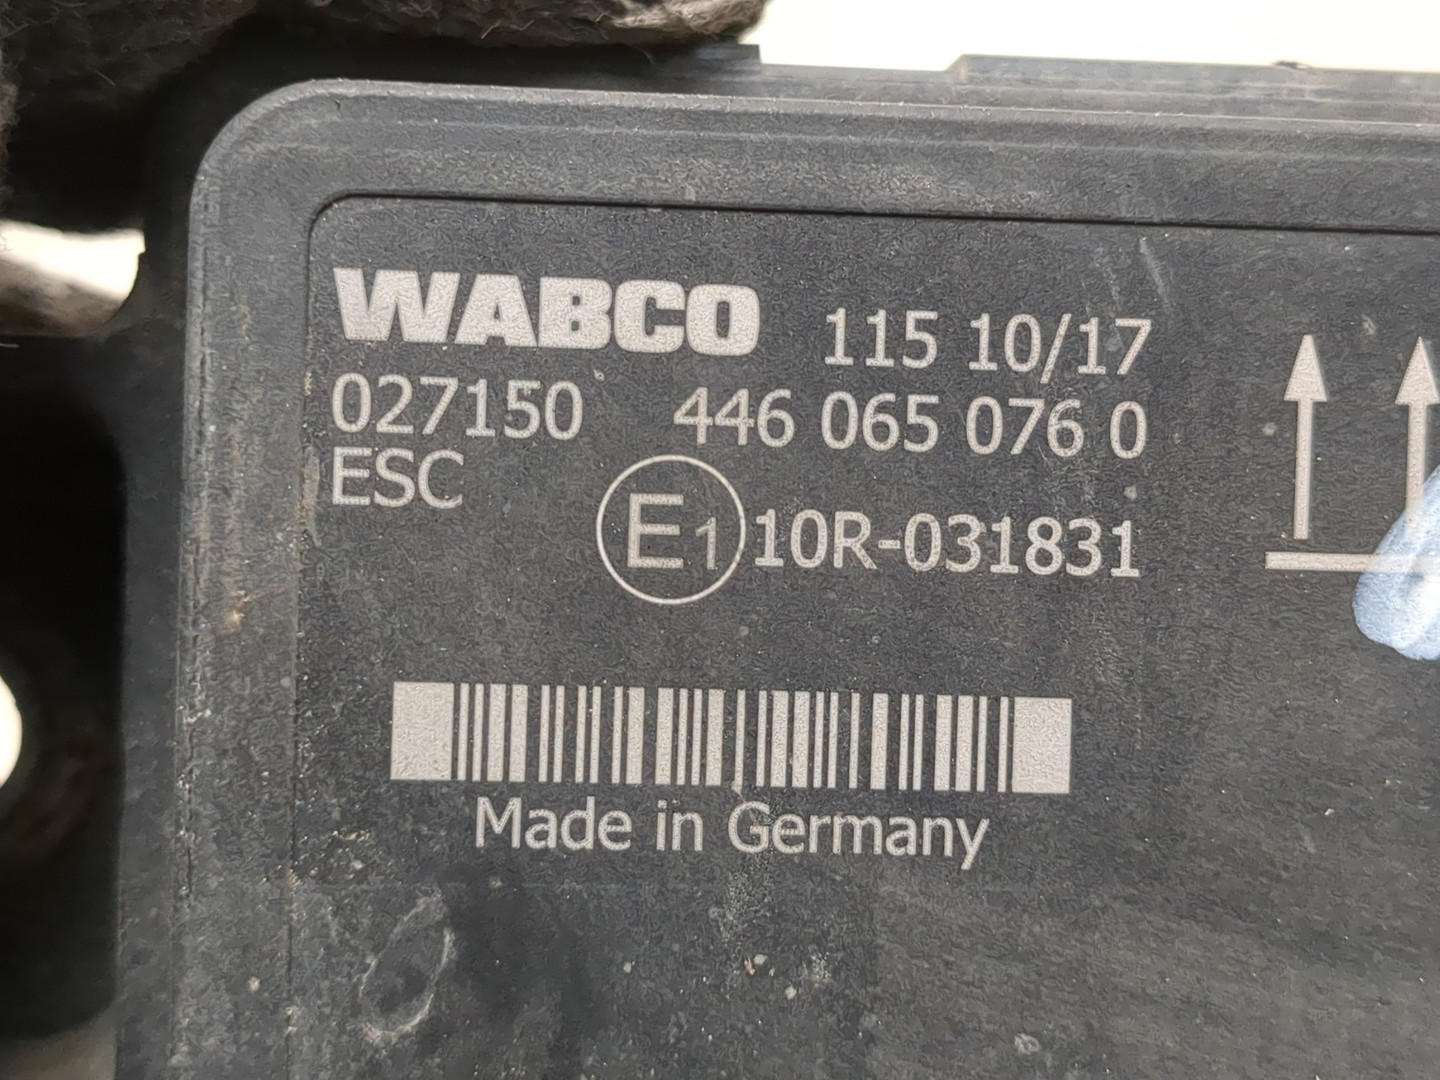 WABCO 115 10/17
027150 446 065 076 0
ESC
E1 10R-031831
Made in Germany